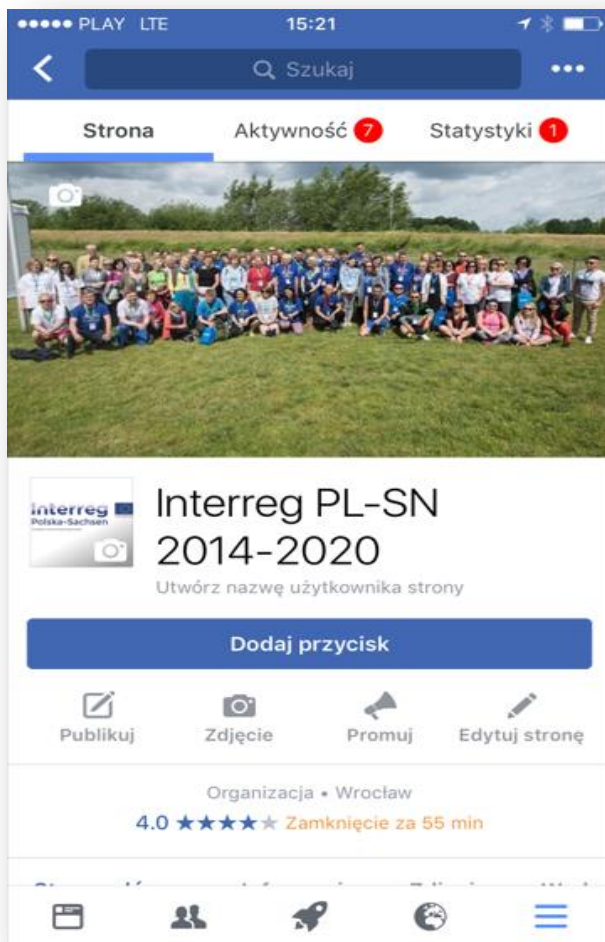 PLAY LTE 15:21
Szukaj
Strona Aktywność 7 Statystyki 1
Interreg
Polska-Sachsen
Interreg PL-SN
2014-2020
Utwórz nazwę użytkownika strony
Dodaj przycisk
Publikuj Zdjęcie Promuj Edytuj stronę
Organizacja • Wrocław
4.0 ★★★★★ Zamknięcie za 55 min